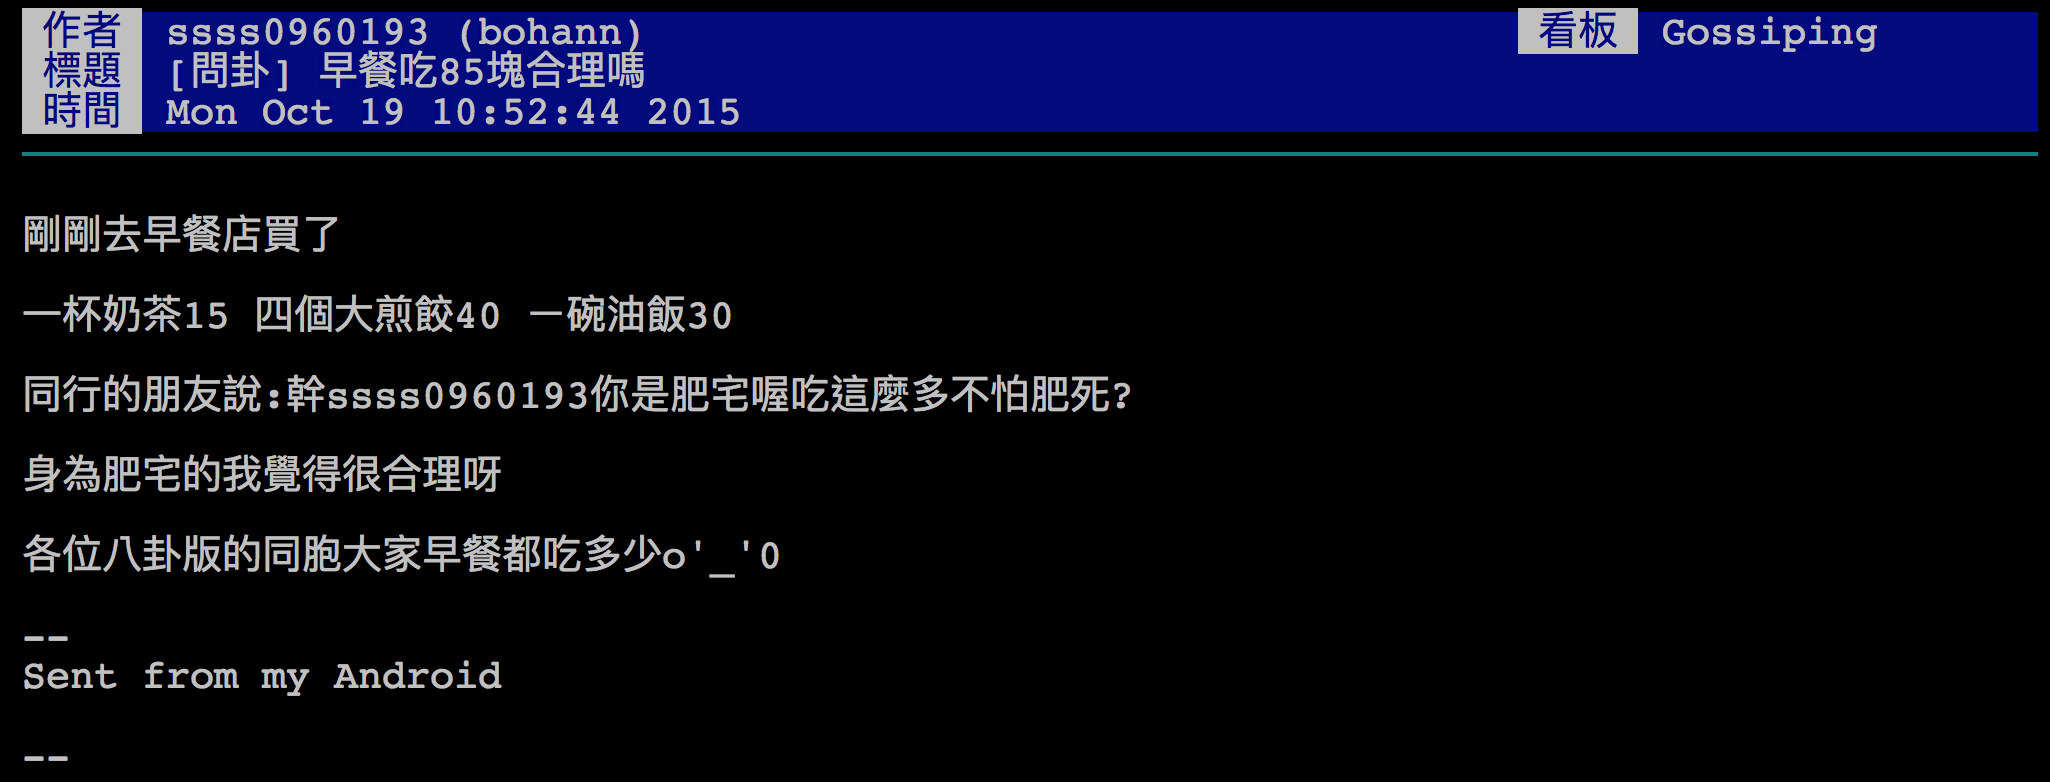 作者 ssss0960193 (bohann) 看板 Gossiping
標題 [問卦] 早餐吃85塊合理嗎
時間 Mon Oct 19 10:52:44 2015
剛剛去早餐店買了
一杯奶茶15 四個大煎餃40 ㄧ碗油飯30
同行的朋友說:幹ssss0960193你是肥宅喔吃這麼多不怕肥死?
身為肥宅的我覺得很合理呀
各位八卦版的同胞大家早餐都吃多少o'_'0
--
Sent from my Android
--